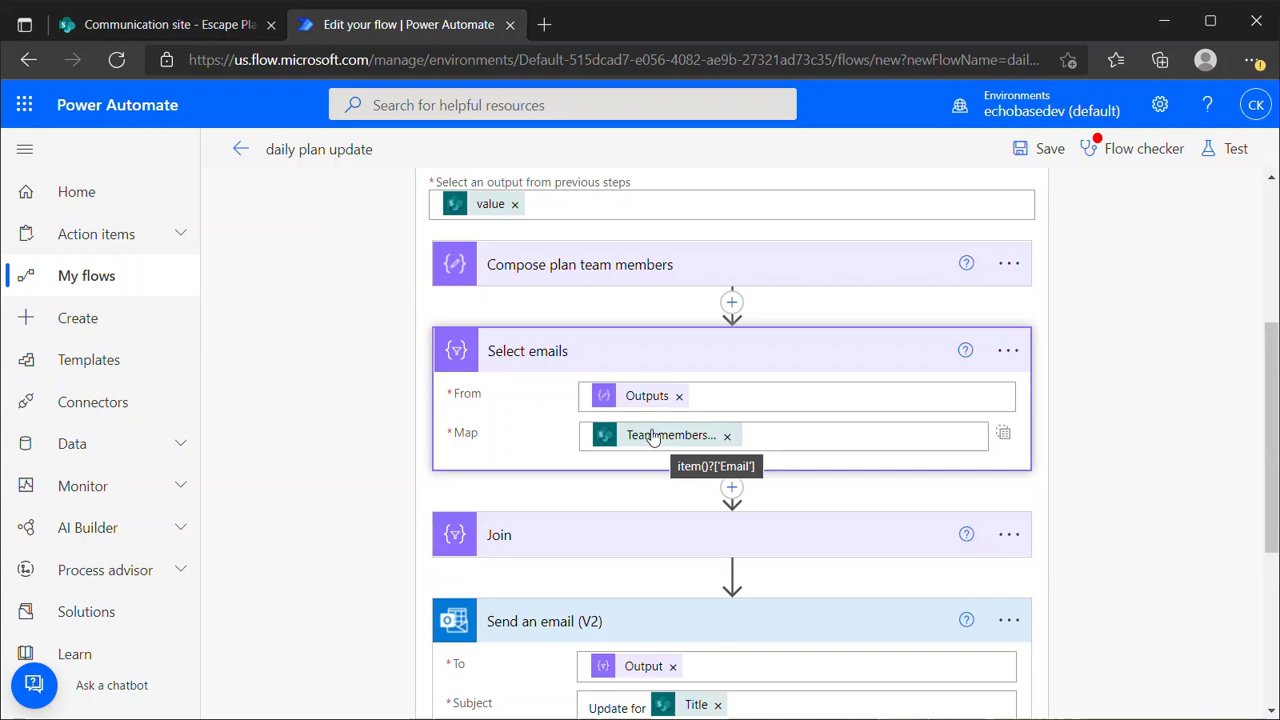 Communication site - Escape Pla
Edit your flow | Power Automate
https://us.flow.microsoft.com/manage/environments/Default-515dcad7-e056-4082-ae9b-27321ad73c35/flows/new?newFlowName=dail...
Power Automate
Search for helpful resources
Environments
echobasedev (default)
?
CK
daily plan update
Save
Flow checker
Test
Home
Action items
My flows
Create
Templates
Connectors
Data
Monitor
AI Builder
Process advisor
Solutions
Learn
Ask a chatbot
* Select an output from previous steps
value ×
Compose plan team members
Select emails
* From
Outputs ×
* Map
Team members... ×
item()?['Email']
Join
Send an email (V2)
* To
Output ×
* Subject
Update for Title ×